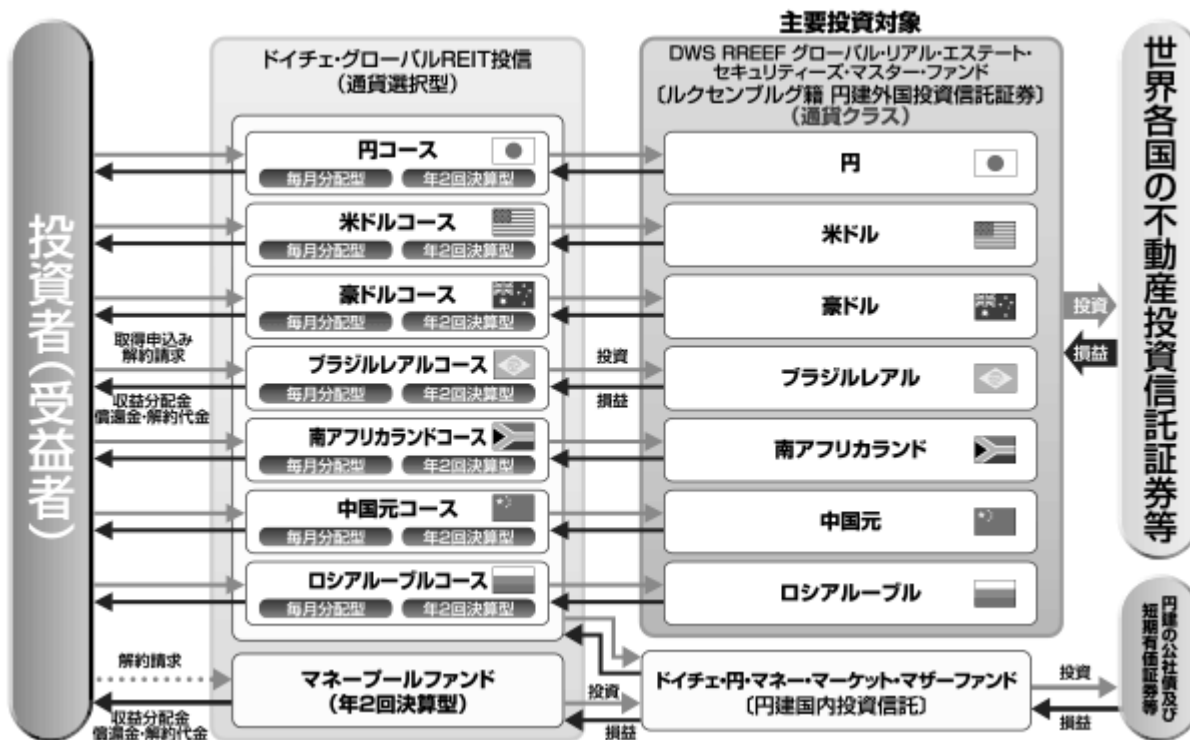 主要投資対象
投資者(受益者)
ドイチェ・グローバルREIT投信
(通貨選択型)
DWS RREEF グローバル・リアル・エステート・
セキュリティーズ・マスター・ファンド
〔ルクセンブルグ籍 円建外国投資信託証券〕
(通貨クラス)
円コース
毎月分配型 年2回決算型
円
米ドルコース
毎月分配型 年2回決算型
米ドル
豪ドルコース
毎月分配型 年2回決算型
豪ドル
取得申込み
解約請求
ブラジルレアルコース
毎月分配型 年2回決算型
投資
損益
ブラジルレアル
収益分配金
償還金・解約代金
南アフリカランドコース
毎月分配型 年2回決算型
南アフリカランド
中国元コース
毎月分配型 年2回決算型
中国元
ロシアルーブルコース
毎月分配型 年2回決算型
ロシアルーブル
投資
損益
世界各国の不動産投資信託証券等
解約請求
収益分配金
償還金・解約代金
マネープールファンド
(年2回決算型)
投資
損益
ドイチェ・円・マネー・マーケット・マザーファンド
〔円建国内投資信託〕
投資
損益
円建の公社債及び
短期有価証券等